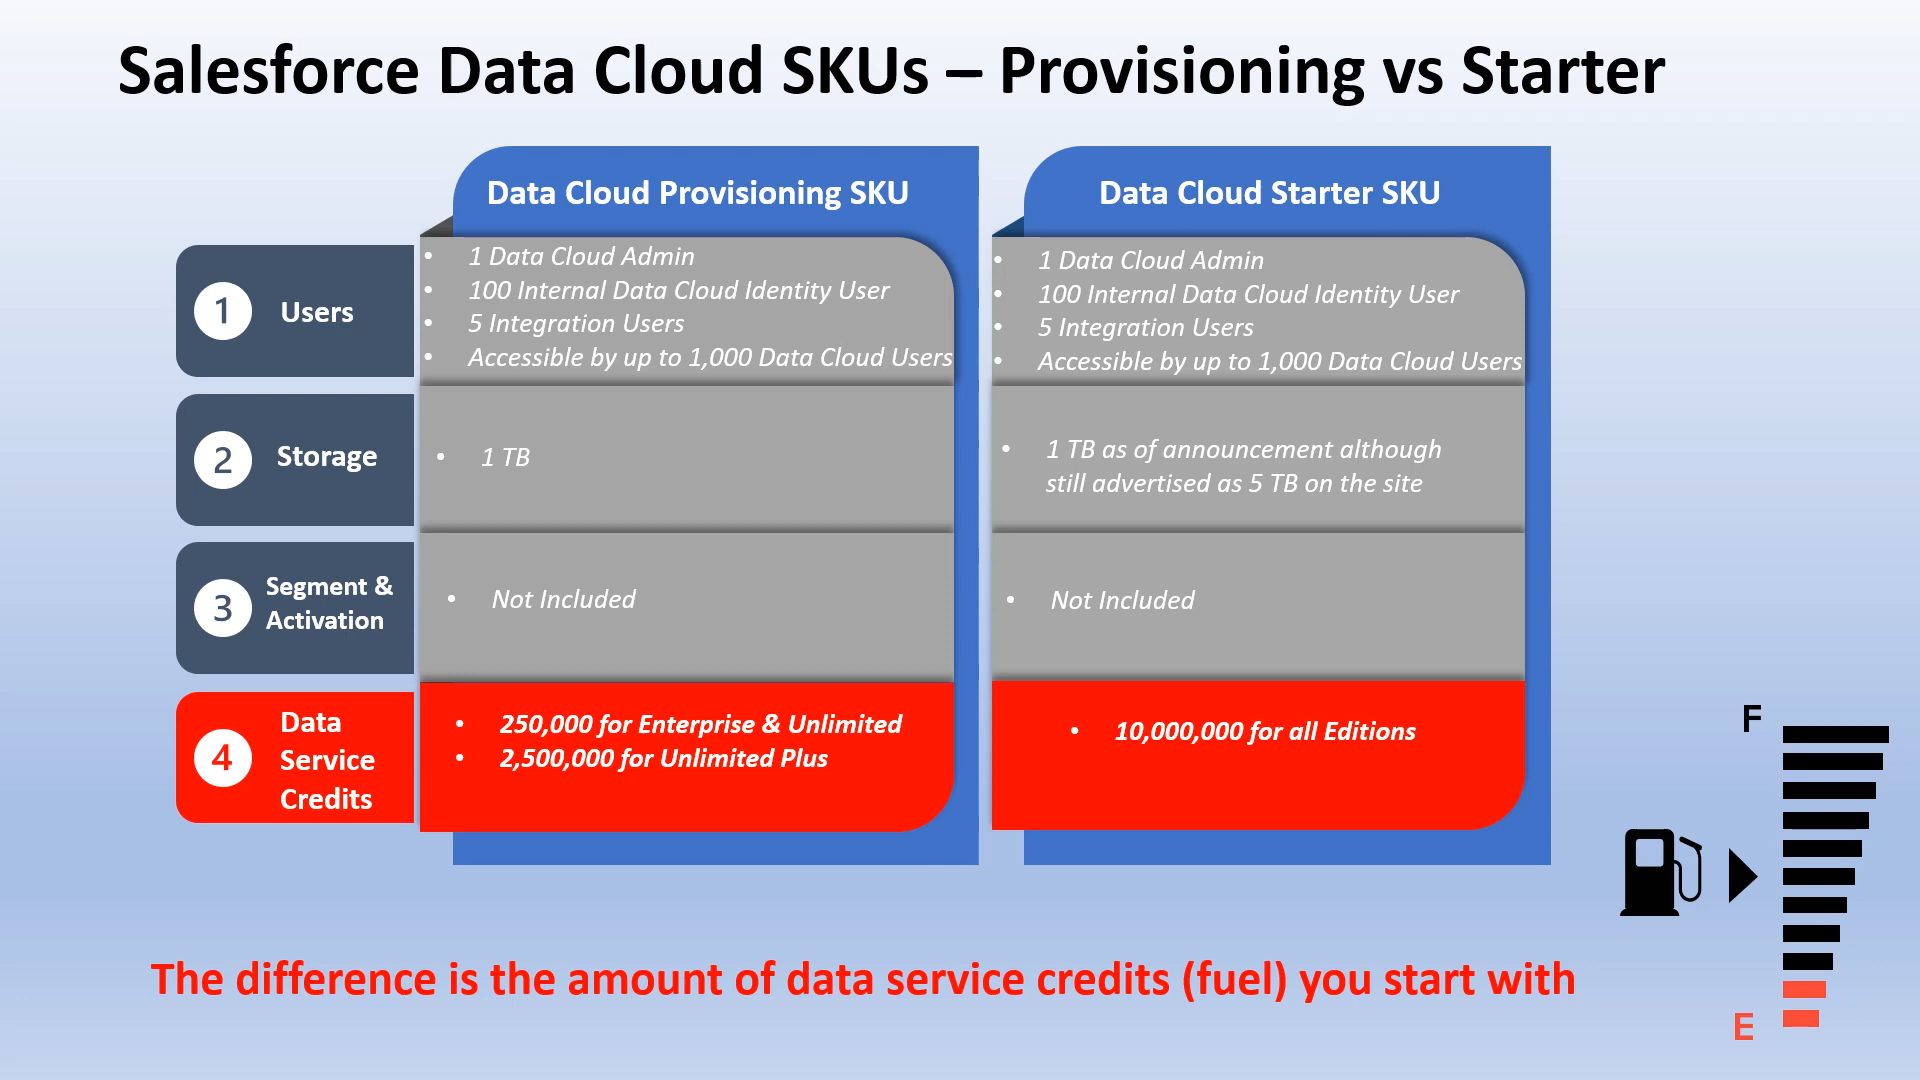 Salesforce Data Cloud SKUs – Provisioning vs Starter
Data Cloud Provisioning SKU
Data Cloud Starter SKU
1
Users
• 1 Data Cloud Admin
• 100 Internal Data Cloud Identity User
• 5 Integration Users
• Accessible by up to 1,000 Data Cloud Users
• 1 Data Cloud Admin
• 100 Internal Data Cloud Identity User
• 5 Integration Users
• Accessible by up to 1,000 Data Cloud Users
2
Storage
• 1 TB
• 1 TB as of announcement although
still advertised as 5 TB on the site
3
Segment &
Activation
• Not Included
• Not Included
4
Data
Service
Credits
• 250,000 for Enterprise & Unlimited
• 2,500,000 for Unlimited Plus
• 10,000,000 for all Editions
F
E
The difference is the amount of data service credits (fuel) you start with